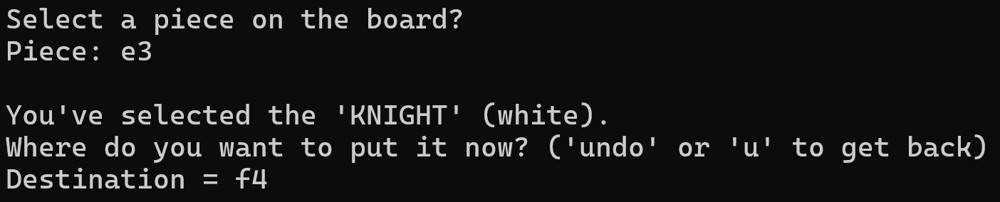 Select a piece on the board?
Piece: e3
You've selected the 'KNIGHT' (white).
Where do you want to put it now? ('undo' or 'u' to get back)
Destination = f4